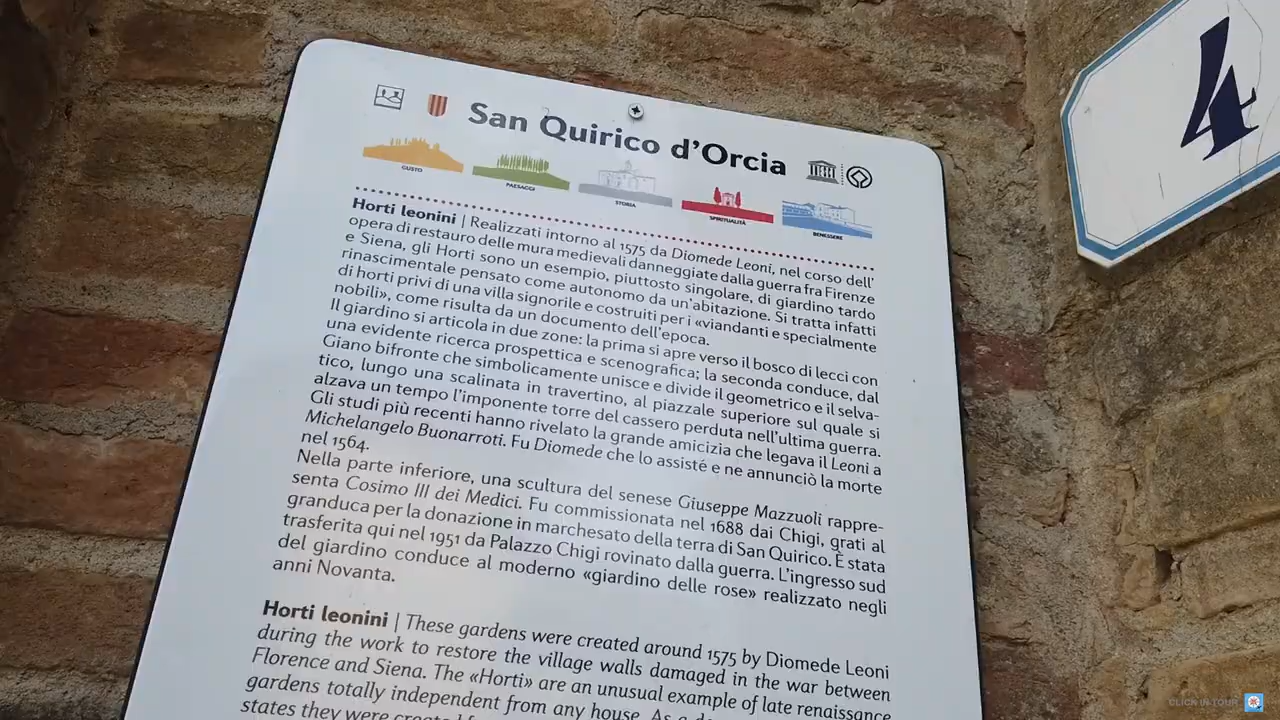 San Quirico d'Orcia
4
GUSTO
PAESAGGI
STORIA
SPIRITUALITÀ
BENESSERE
Horti leonini | Realizzati intorno al 1575 da Diomede Leoni, nel corso dell'
opera di restauro delle mura medievali danneggiate dalla guerra fra Firenze
e Siena, gli Horti sono un esempio, piuttosto singolare, di giardino tardo
rinascimentale pensato come autonomo da un'abitazione. Si tratta infatti
di horti privi di una villa signorile e costruiti per i «viandanti e specialmente
nobili», come risulta da un documento dell'epoca.
Il giardino si articola in due zone: la prima si apre verso il bosco di lecci con
una evidente ricerca prospettica e scenografica; la seconda conduce, dal
Giano bifronte che simbolicamente unisce e divide il geometrico e il selva-
tico, lungo una scalinata in travertino, al piazzale superiore sul quale si
alzava un tempo l'imponente torre del cassero perduta nell'ultima guerra.
Gli studi più recenti hanno rivelato la grande amicizia che legava il Leoni a
Michelangelo Buonarroti. Fu Diomede che lo assisté e ne annunciò la morte
nel 1564.
Nella parte inferiore, una scultura del senese Giuseppe Mazzuoli rappre-
senta Cosimo III dei Medici. Fu commissionata nel 1688 dai Chigi, grati al
granduca per la donazione in marchesato della terra di San Quirico. È stata
trasferita qui nel 1951 da Palazzo Chigi rovinato dalla guerra. L'ingresso sud
del giardino conduce al moderno «giardino delle rose» realizzato negli
anni Novanta.
Horti leonini | These gardens were created around 1575 by Diomede Leoni
during the work to restore the village walls damaged in the war between
Florence and Siena. The «Horti» are an unusual example of late renaissance
gardens totally independent from any house. As a
states they were created
CLICK IN TOUR